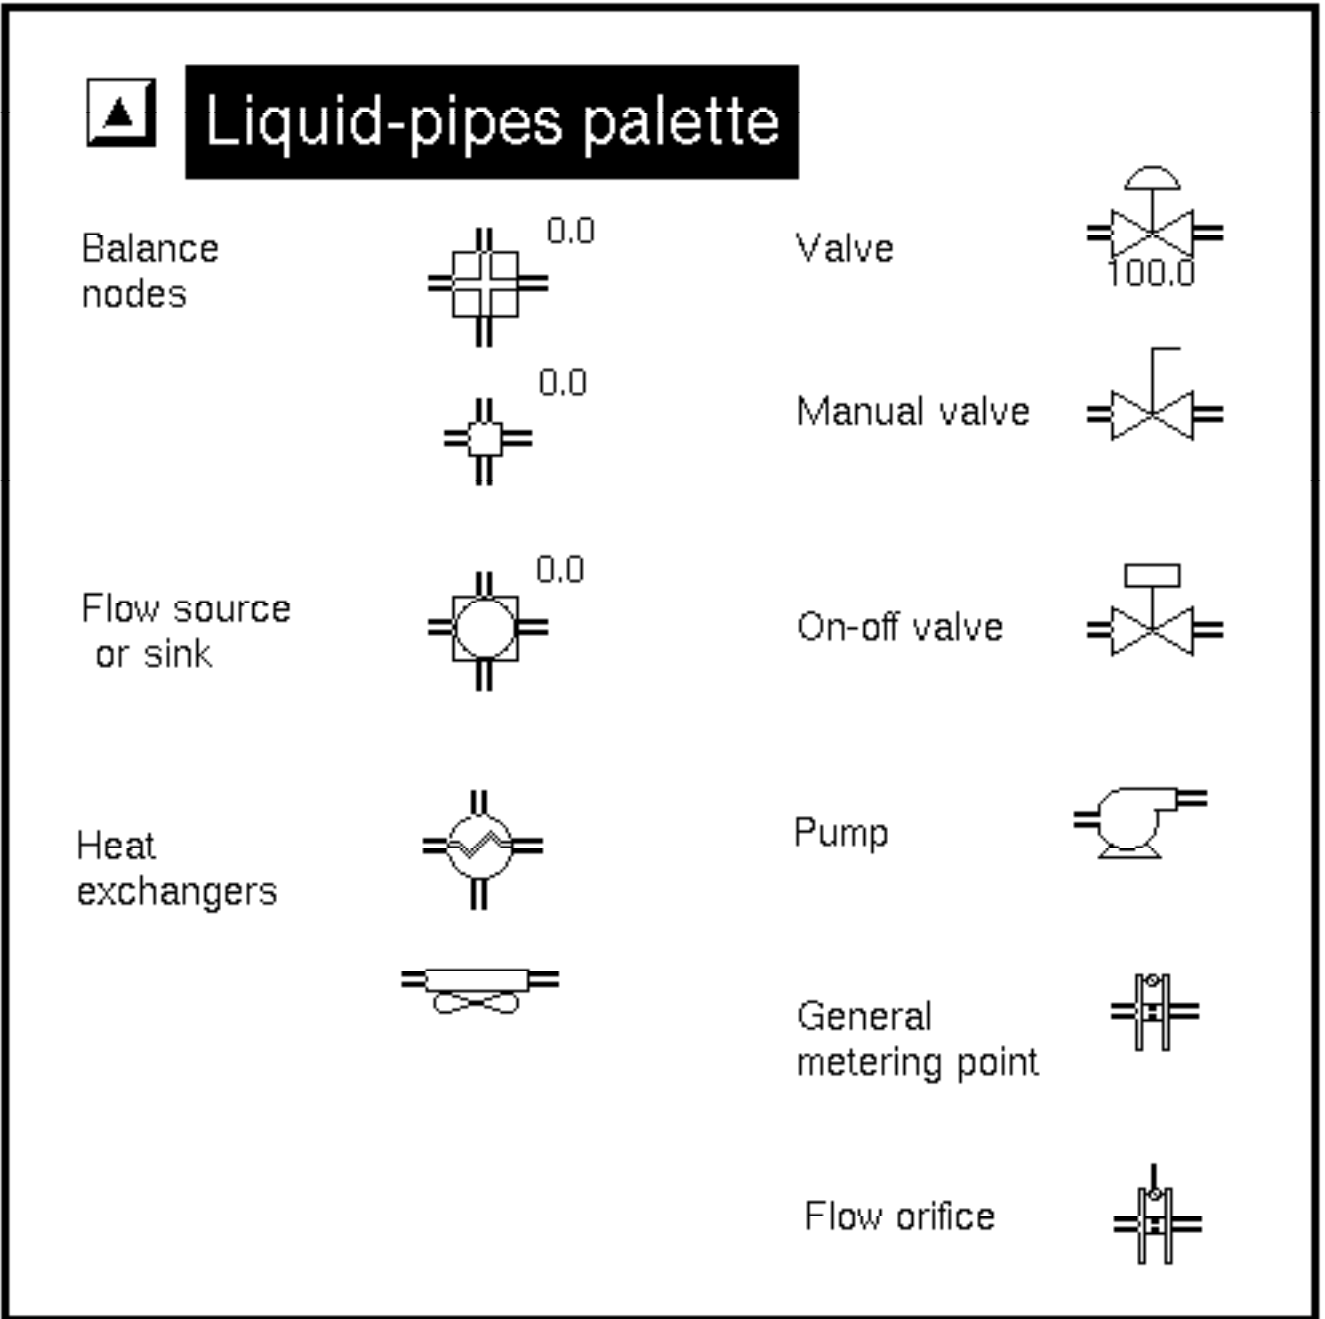 Liquid-pipes palette
Balance
nodes
0.0
0.0
Flow source
or sink
0.0
Heat
exchangers
Valve
100.0
Manual valve
On-off valve
Pump
General
metering point
Flow orifice